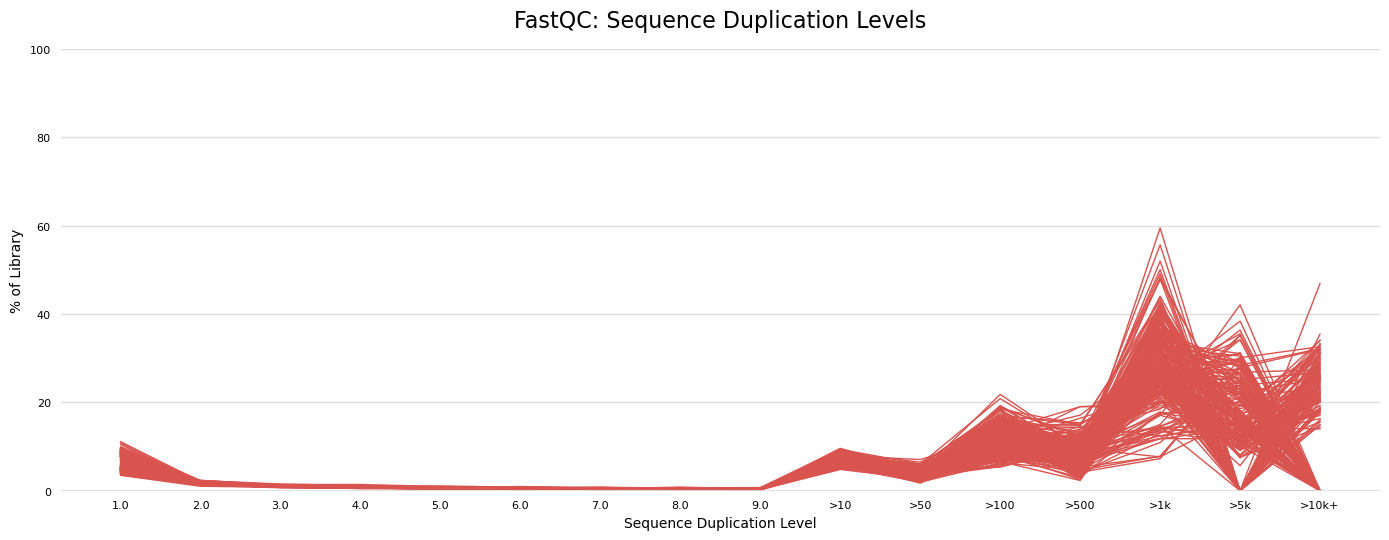 FastQC: Sequence Duplication Levels
100
80
60
40
20
0
% of Library
1.0 2.0 3.0 4.0 5.0 6.0 7.0 8.0 9.0 >10 >50 >100 >500 >1k >5k >10k+
Sequence Duplication Level